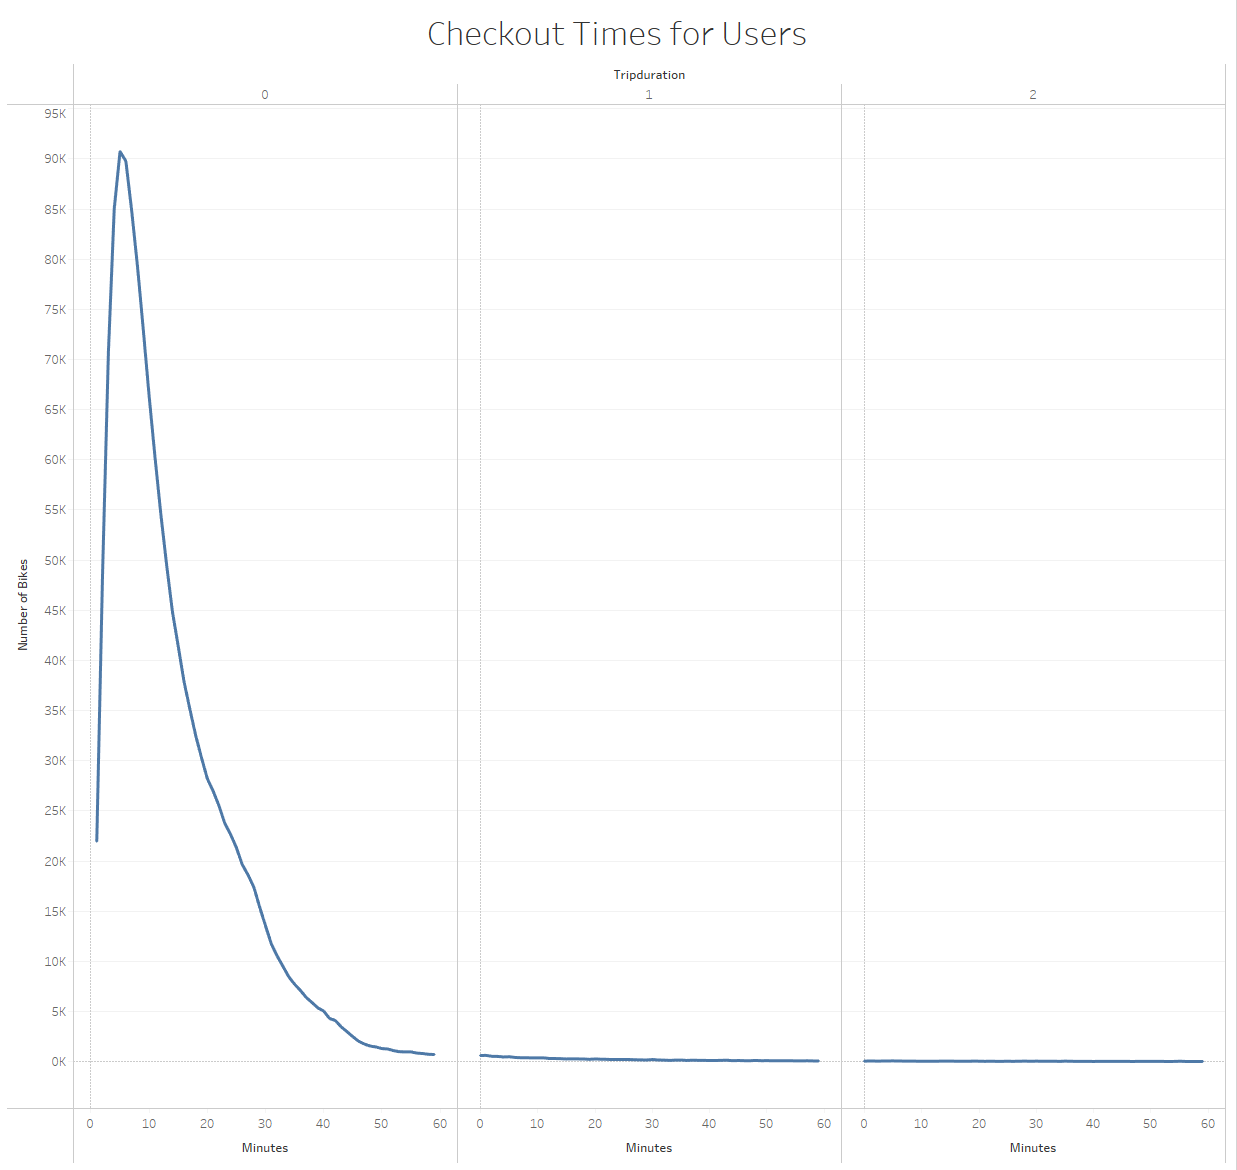 Checkout Times for Users
Tripduration
0 1 2
95K
90K
85K
80K
75K
70K
65K
60K
55K
50K
45K
40K
35K
30K
25K
20K
15K
10K
5K
0K
Number of Bikes
0 10 20 30 40 50 60 0 10 20 30 40 50 60 0 10 20 30 40 50 60
Minutes Minutes Minutes